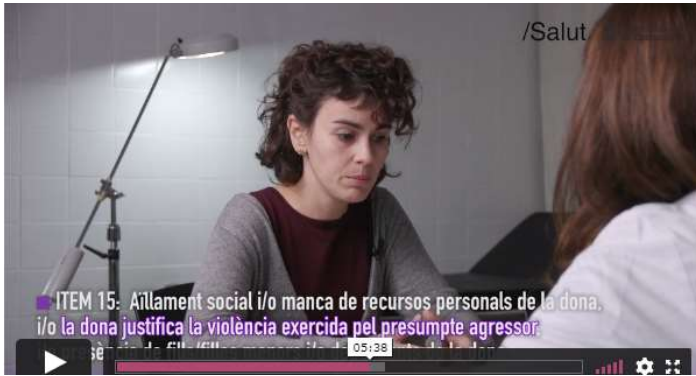 /Salut
ITEM 15: Aïllament social i/o manca de recursos personals de la dona,
i/o la dona justifica la violència exercida pel presumpte agressor,
05:38